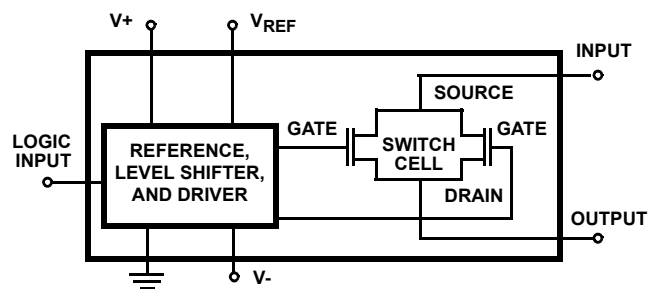 V+
VREF
INPUT
SOURCE
LOGIC
INPUT
GATE
GATE
REFERENCE,
LEVEL SHIFTER,
AND DRIVER
SWITCH
CELL
DRAIN
OUTPUT
V-